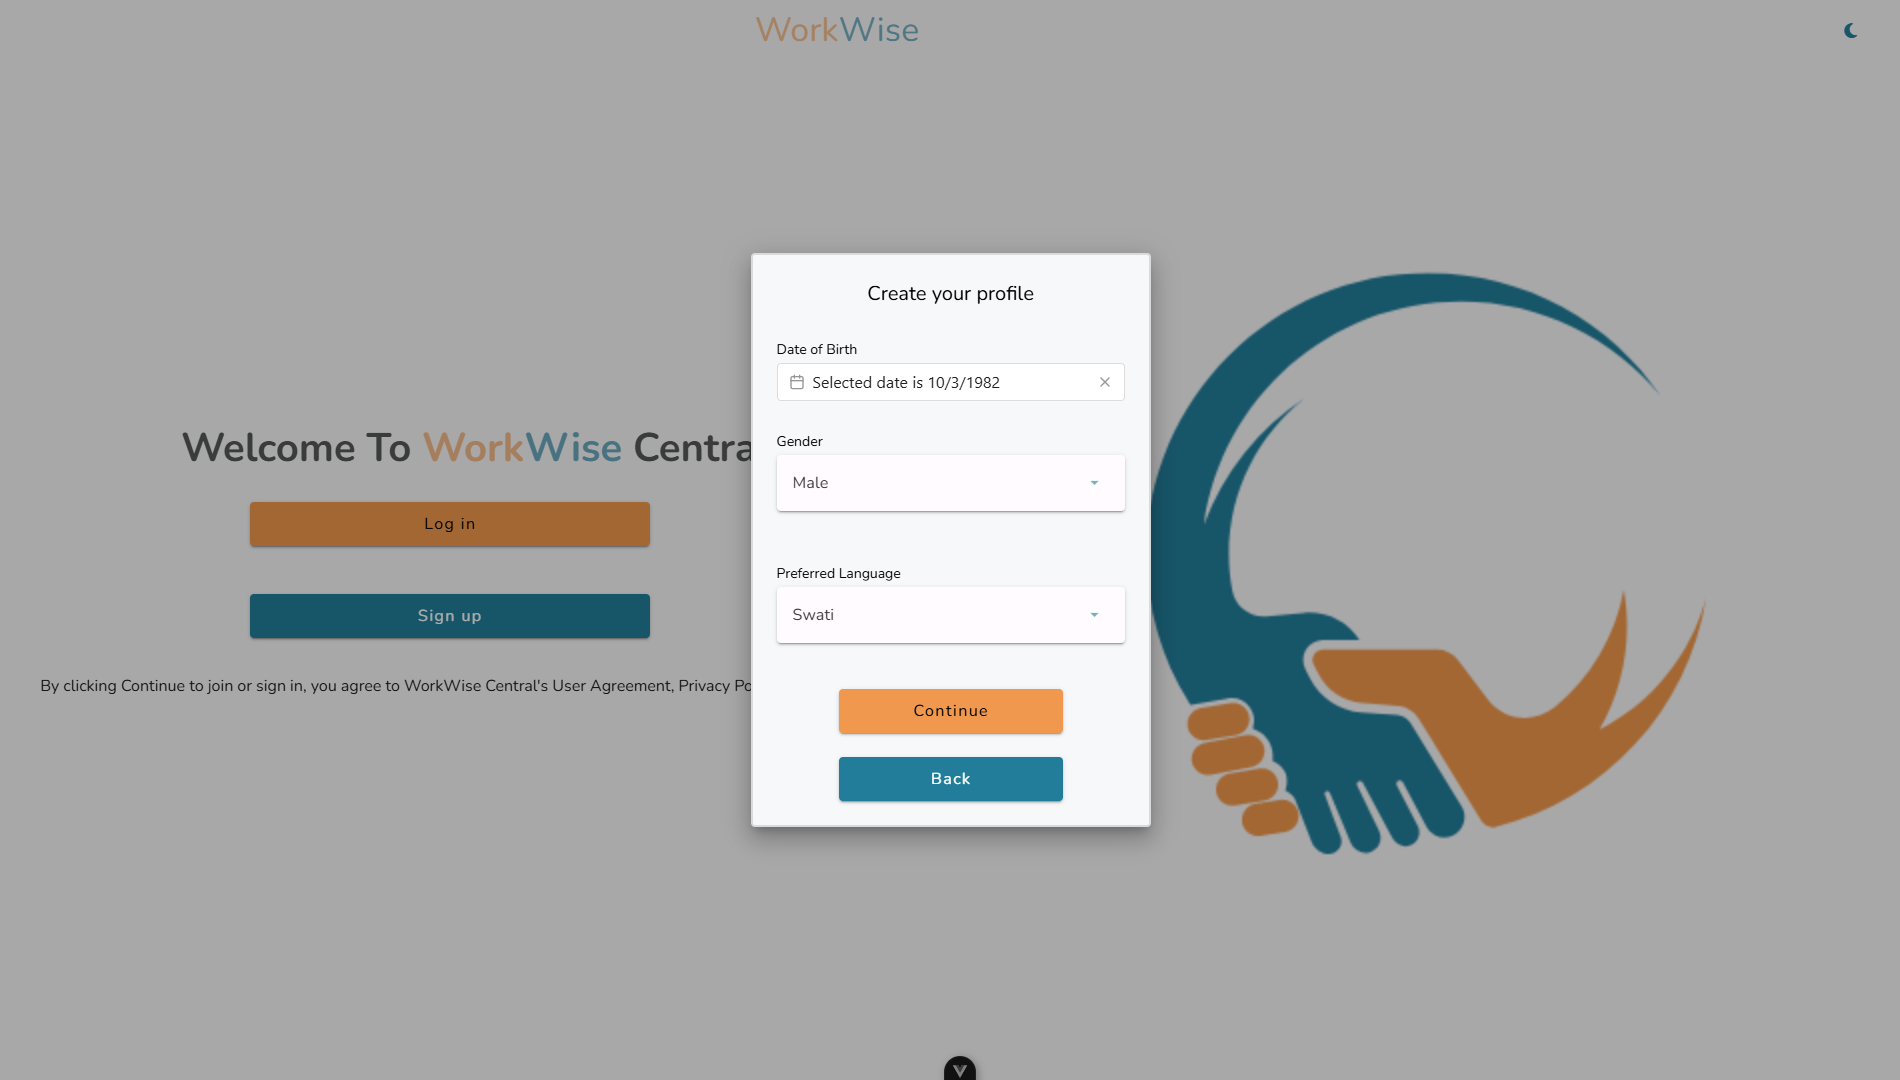 WorkWise
Create your profile
Date of Birth
Selected date is 10/3/1982
Gender
Male
Preferred Language
Swati
Continue
Back
Welcome To WorkWise Centra
Log in
Sign up
By clicking Continue to join or sign in, you agree to WorkWise Central's User Agreement, Privacy Po